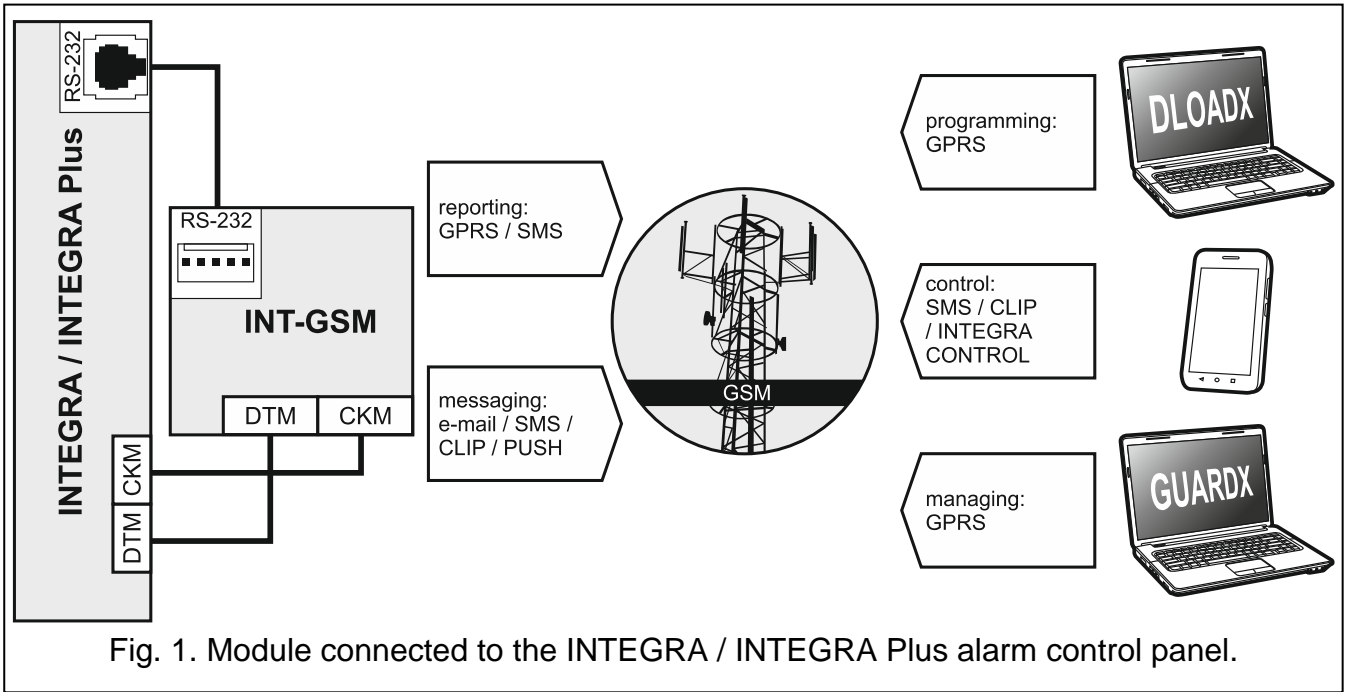 RS-232
INTEGRA / INTEGRA Plus
CKM
DTM
RS-232
INT-GSM
DTM
CKM
reporting:
GPRS / SMS
messaging:
e-mail / SMS /
CLIP / PUSH
GSM
programming:
GPRS
DLOADX
control:
SMS / CLIP
/ INTEGRA
CONTROL
managing:
GPRS
GUARDX
Fig. 1. Module connected to the INTEGRA / INTEGRA Plus alarm control panel.